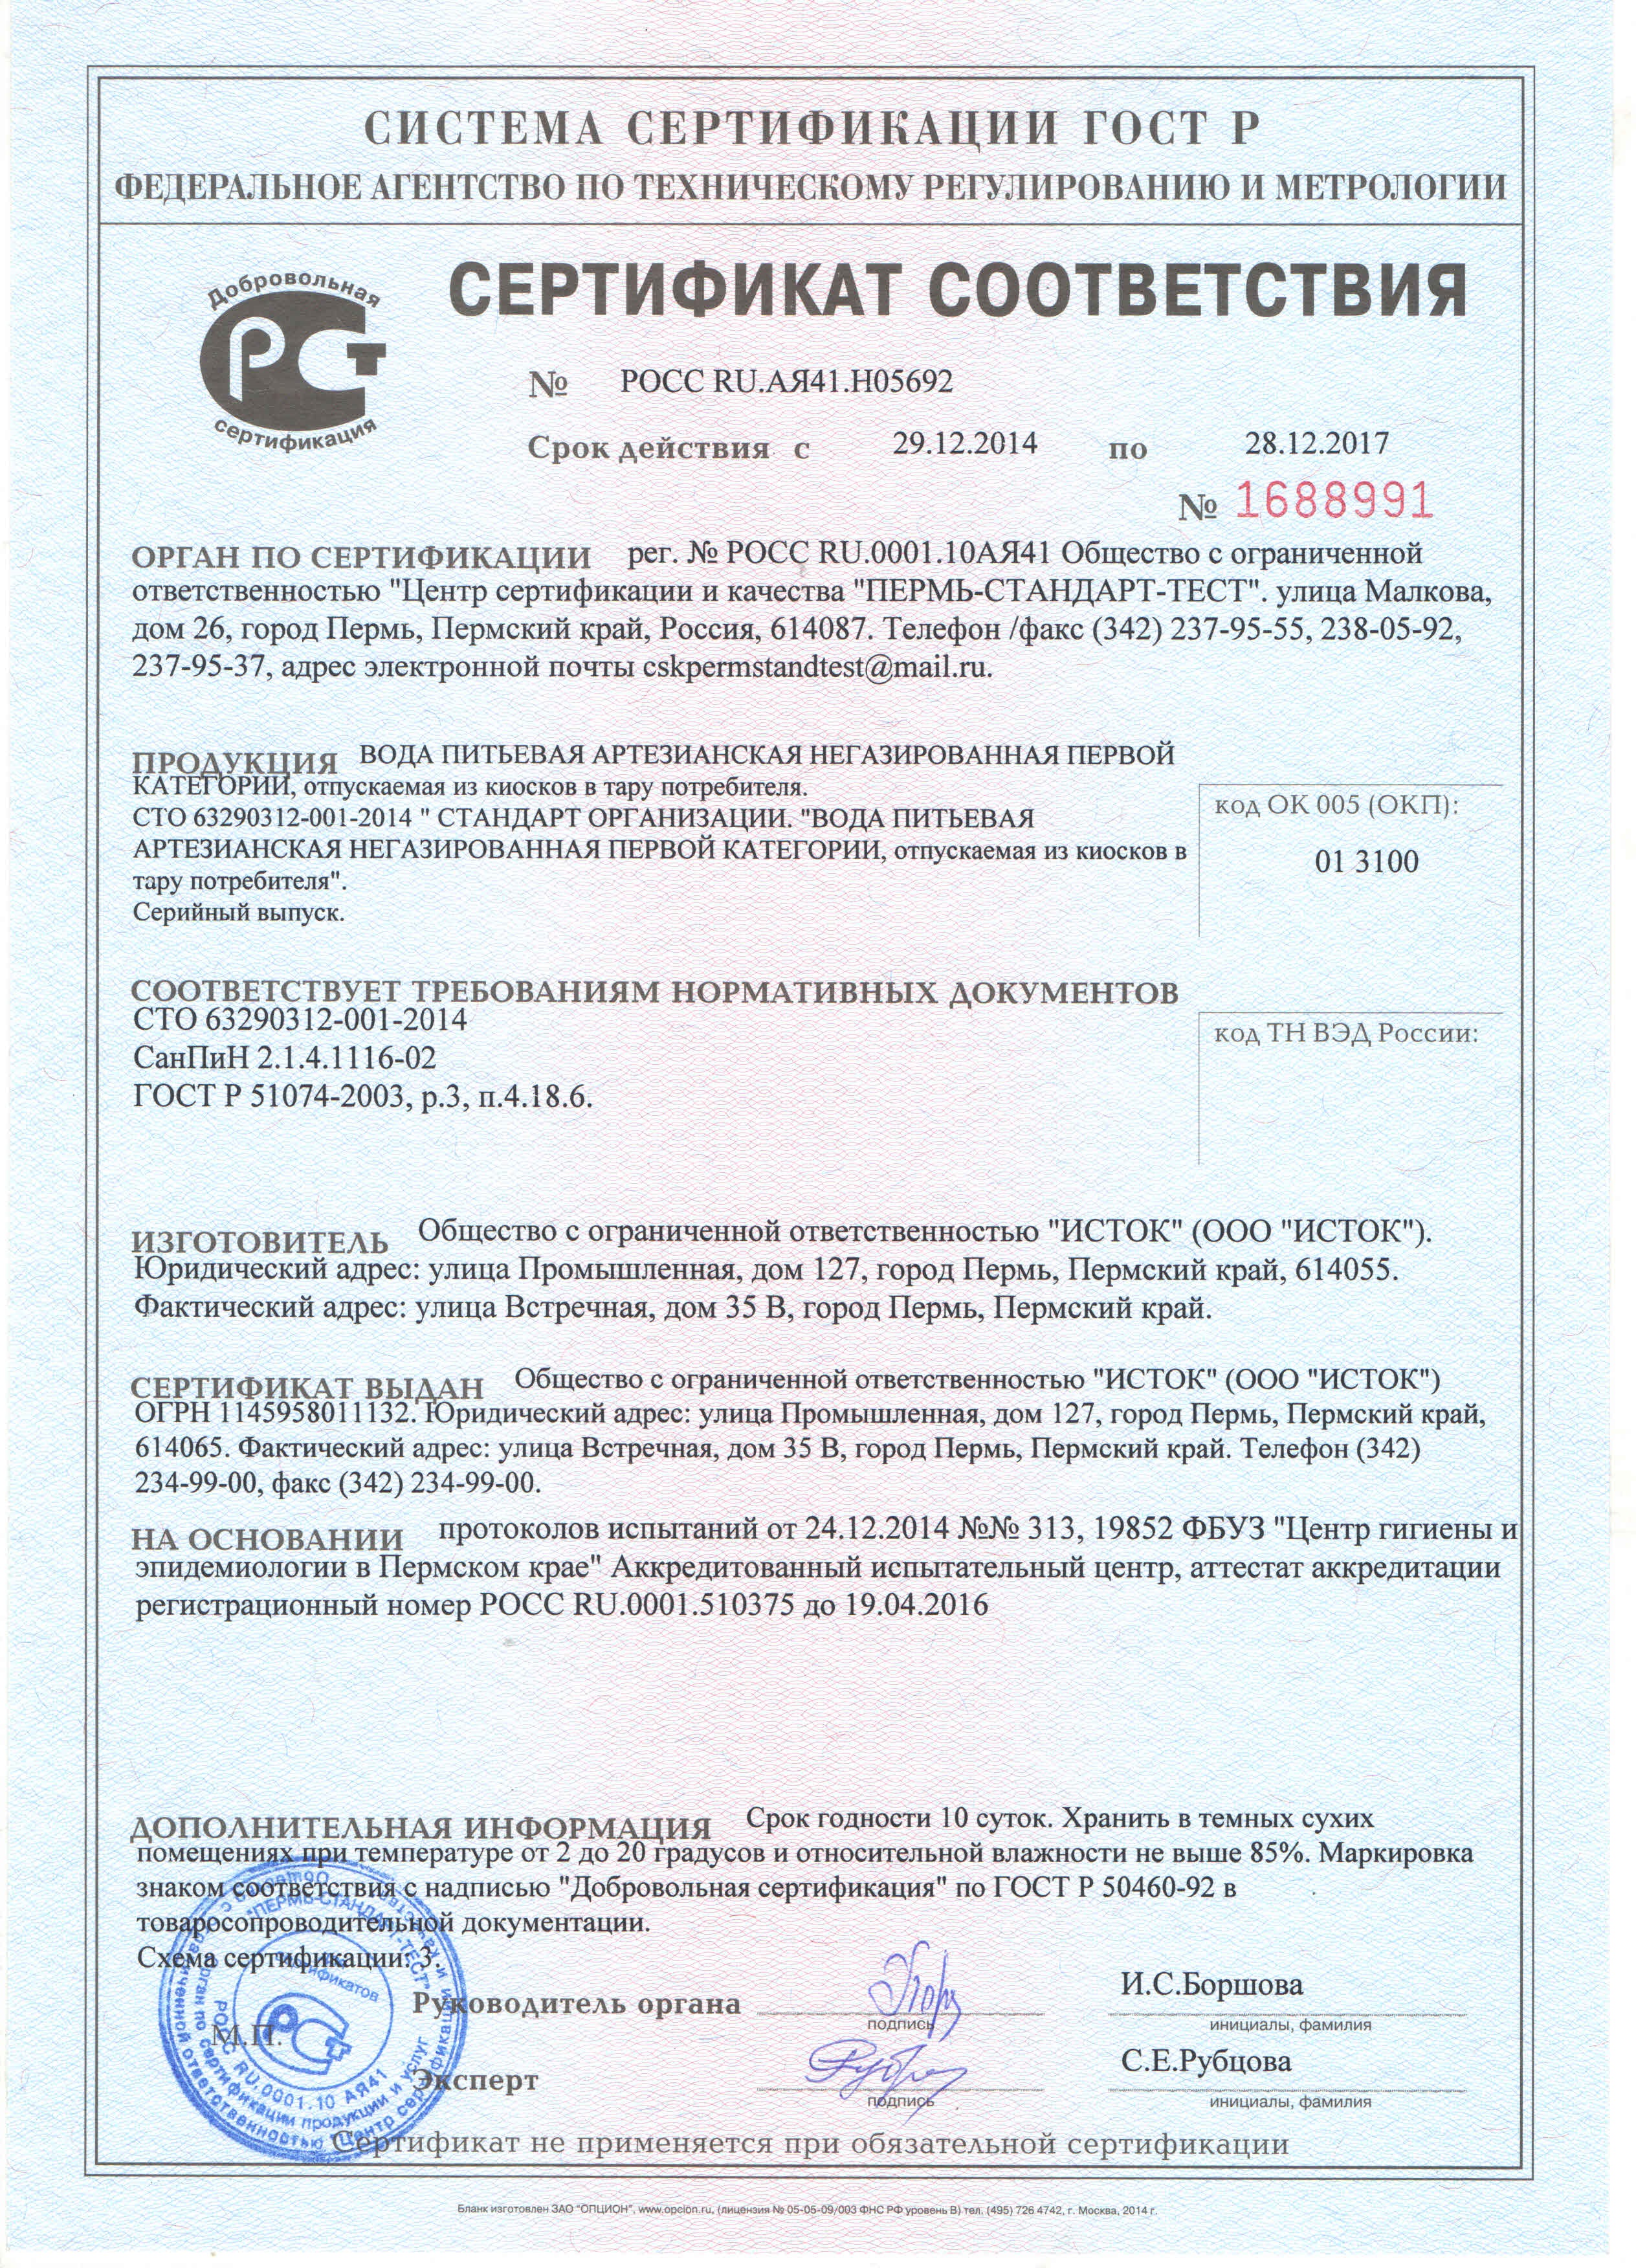 СИСТЕМА СЕРТИФИКАЦИИ ГОСТ Р
ФЕДЕРАЛЬНОЕ АГЕНТСТВО ПО ТЕХНИЧЕСКОМУ РЕГУЛИРОВАНИЮ И МЕТРОЛОГИИ
Добровольная
РСТ
сертификация
СЕРТИФИКАТ СООТВЕТСТВИЯ
№ РОСС RU.АЯ41.Н05692
Срок действия с 29.12.2014 по 28.12.2017
№ 1688991
ОРГАН ПО СЕРТИФИКАЦИИ рег. № РОСС RU.0001.10АЯ41 Общество с ограниченной
ответственностью "Центр сертификации и качества "ПЕРМЬ-СТАНДАРТ-ТЕСТ". улица Малкова,
дом 26, город Пермь, Пермский край, Россия, 614087. Телефон /факс (342) 237-95-55, 238-05-92,
237-95-37, адрес электронной почты cskpermstandtest@mail.ru.
ПРОДУКЦИЯ ВОДА ПИТЬЕВАЯ АРТЕЗИАНСКАЯ НЕГАЗИРОВАННАЯ ПЕРВОЙ
КАТЕГОРИИ, отпускаемая из киосков в тару потребителя.
СТО 63290312-001-2014 " СТАНДАРТ ОРГАНИЗАЦИИ. "ВОДА ПИТЬЕВАЯ
АРТЕЗИАНСКАЯ НЕГАЗИРОВАННАЯ ПЕРВОЙ КАТЕГОРИИ, отпускаемая из киосков в
тару потребителя".
Серийный выпуск.
код ОК 005 (ОКП):
01 3100
СООТВЕТСТВУЕТ ТРЕБОВАНИЯМ НОРМАТИВНЫХ ДОКУМЕНТОВ
СТО 63290312-001-2014
СанПиН 2.1.4.1116-02
ГОСТ Р 51074-2003, р.3, п.4.18.6.
код ТН ВЭД России:
ИЗГОТОВИТЕЛЬ Общество с ограниченной ответственностью "ИСТОК" (ООО "ИСТОК").
Юридический адрес: улица Промышленная, дом 127, город Пермь, Пермский край, 614055.
Фактический адрес: улица Встречная, дом 35 В, город Пермь, Пермский край.
СЕРТИФИКАТ ВЫДАН Общество с ограниченной ответственностью "ИСТОК" (ООО "ИСТОК")
ОГРН 1145958011132. Юридический адрес: улица Промышленная, дом 127, город Пермь, Пермский край,
614065. Фактический адрес: улица Встречная, дом 35 В, город Пермь, Пермский край. Телефон (342)
234-99-00, факс (342) 234-99-00.
НА ОСНОВАНИИ протоколов испытаний от 24.12.2014 №№ 313, 19852 ФБУЗ "Центр гигиены и
эпидемиологии в Пермском крае" Аккредитованный испытательный центр, аттестат аккредитации
регистрационный номер РОСС RU.0001.510375 до 19.04.2016
ДОПОЛНИТЕЛЬНАЯ ИНФОРМАЦИЯ Срок годности 10 суток. Хранить в темных сухих
помещениях при температуре от 2 до 20 градусов и относительной влажности не выше 85%. Маркировка
знаком соответствия с надписью "Добровольная сертификация" по ГОСТ Р 50460-92 в
товаросопроводительной документации.
Схема сертификации: 3.
М.П.
Руководитель органа
подпись
И.С.Боршова
инициалы, фамилия
Эксперт
подпись
С.Е.Рубцова
инициалы, фамилия
"ПЕРМЬ-СТАНДАРТ-ТЕСТ"
сертификатов
РОСС RU.0001.10 АЯ41
Орган по сертификации продукции и услуг
Сертификат не применяется при обязательной сертификации
Бланк изготовлен ЗАО "ОПЦИОН", www.opcion.ru, (лицензия № 05-05-09/003 ФНС РФ уровень В) тел. (495) 726 4742, г. Москва, 2014 г.